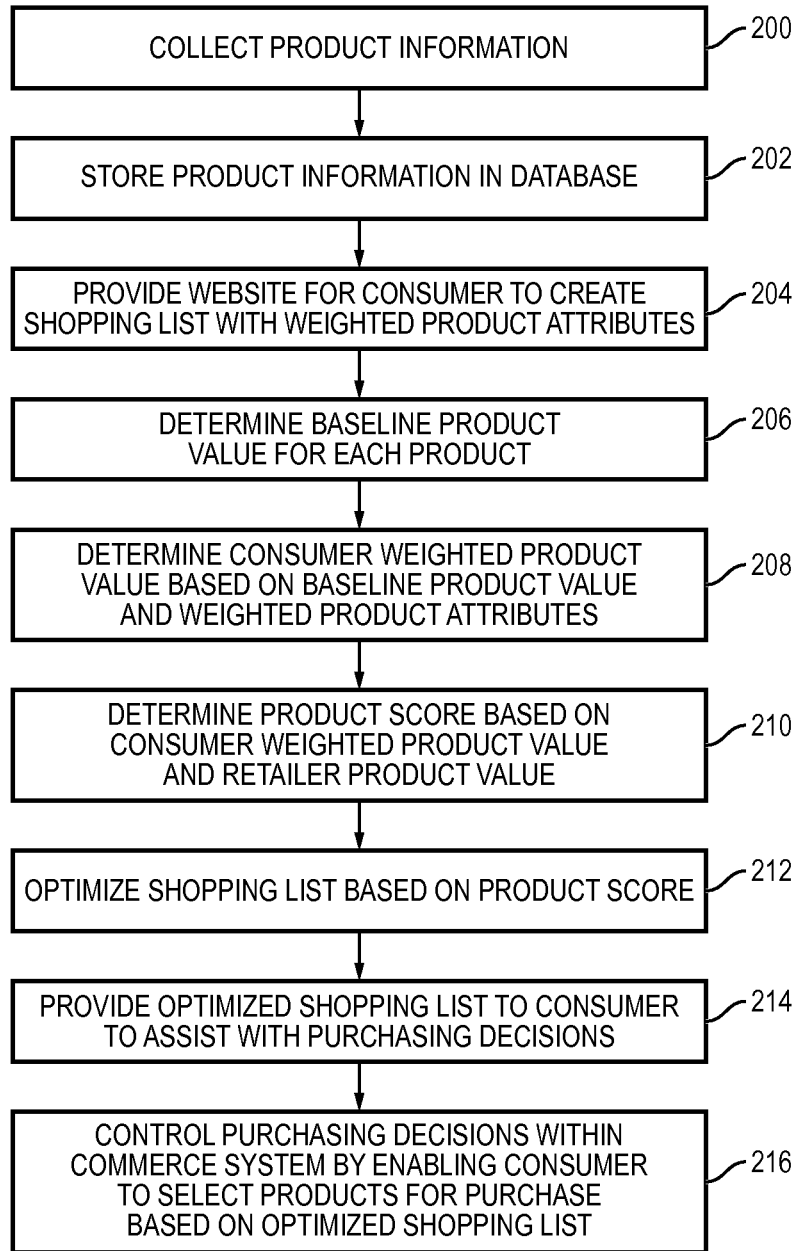 COLLECT PRODUCT INFORMATION
200
STORE PRODUCT INFORMATION IN DATABASE
202
PROVIDE WEBSITE FOR CONSUMER TO CREATE
SHOPPING LIST WITH WEIGHTED PRODUCT ATTRIBUTES
204
DETERMINE BASELINE PRODUCT
VALUE FOR EACH PRODUCT
206
DETERMINE CONSUMER WEIGHTED PRODUCT
VALUE BASED ON BASELINE PRODUCT VALUE
AND WEIGHTED PRODUCT ATTRIBUTES
208
DETERMINE PRODUCT SCORE BASED ON
CONSUMER WEIGHTED PRODUCT VALUE
AND RETAILER PRODUCT VALUE
210
OPTIMIZE SHOPPING LIST BASED ON PRODUCT SCORE
212
PROVIDE OPTIMIZED SHOPPING LIST TO CONSUMER
TO ASSIST WITH PURCHASING DECISIONS
214
CONTROL PURCHASING DECISIONS WITHIN
COMMERCE SYSTEM BY ENABLING CONSUMER
TO SELECT PRODUCTS FOR PURCHASE
BASED ON OPTIMIZED SHOPPING LIST
216